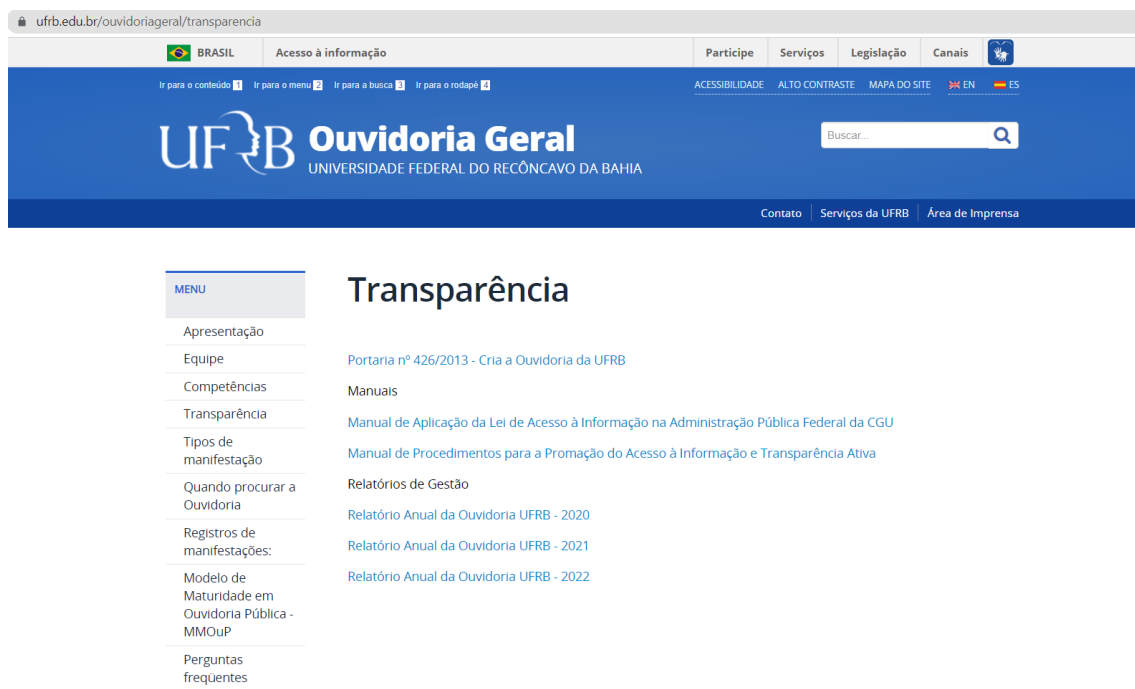 ufrb.edu.br/ouvidoriageral/transparencia
BRASIL Acesso à informação Participe Serviços Legislação Canais
Ir para o conteúdo 1 Ir para o menu 2 Ir para a busca 3 Ir para o rodapé 4 ACESSIBILIDADE ALTO CONTRASTE MAPA DO SITE EN ES
UFRB Ouvidoria Geral
UNIVERSIDADE FEDERAL DO RECÔNCAVO DA BAHIA
Buscar...
Contato Serviços da UFRB Área de Imprensa
MENU
Apresentação
Equipe
Competências
Transparência
Tipos de
manifestação
Quando procurar a
Ouvidoria
Registros de
manifestações:
Modelo de
Maturidade em
Ouvidoria Pública -
MMOuP
Perguntas
freqüentes
Transparência
Portaria nº 426/2013 - Cria a Ouvidoria da UFRB
Manuais
Manual de Aplicação da Lei de Acesso à Informação na Administração Pública Federal da CGU
Manual de Procedimentos para a Promação do Acesso à Informação e Transparência Ativa
Relatórios de Gestão
Relatório Anual da Ouvidoria UFRB - 2020
Relatório Anual da Ouvidoria UFRB - 2021
Relatório Anual da Ouvidoria UFRB - 2022